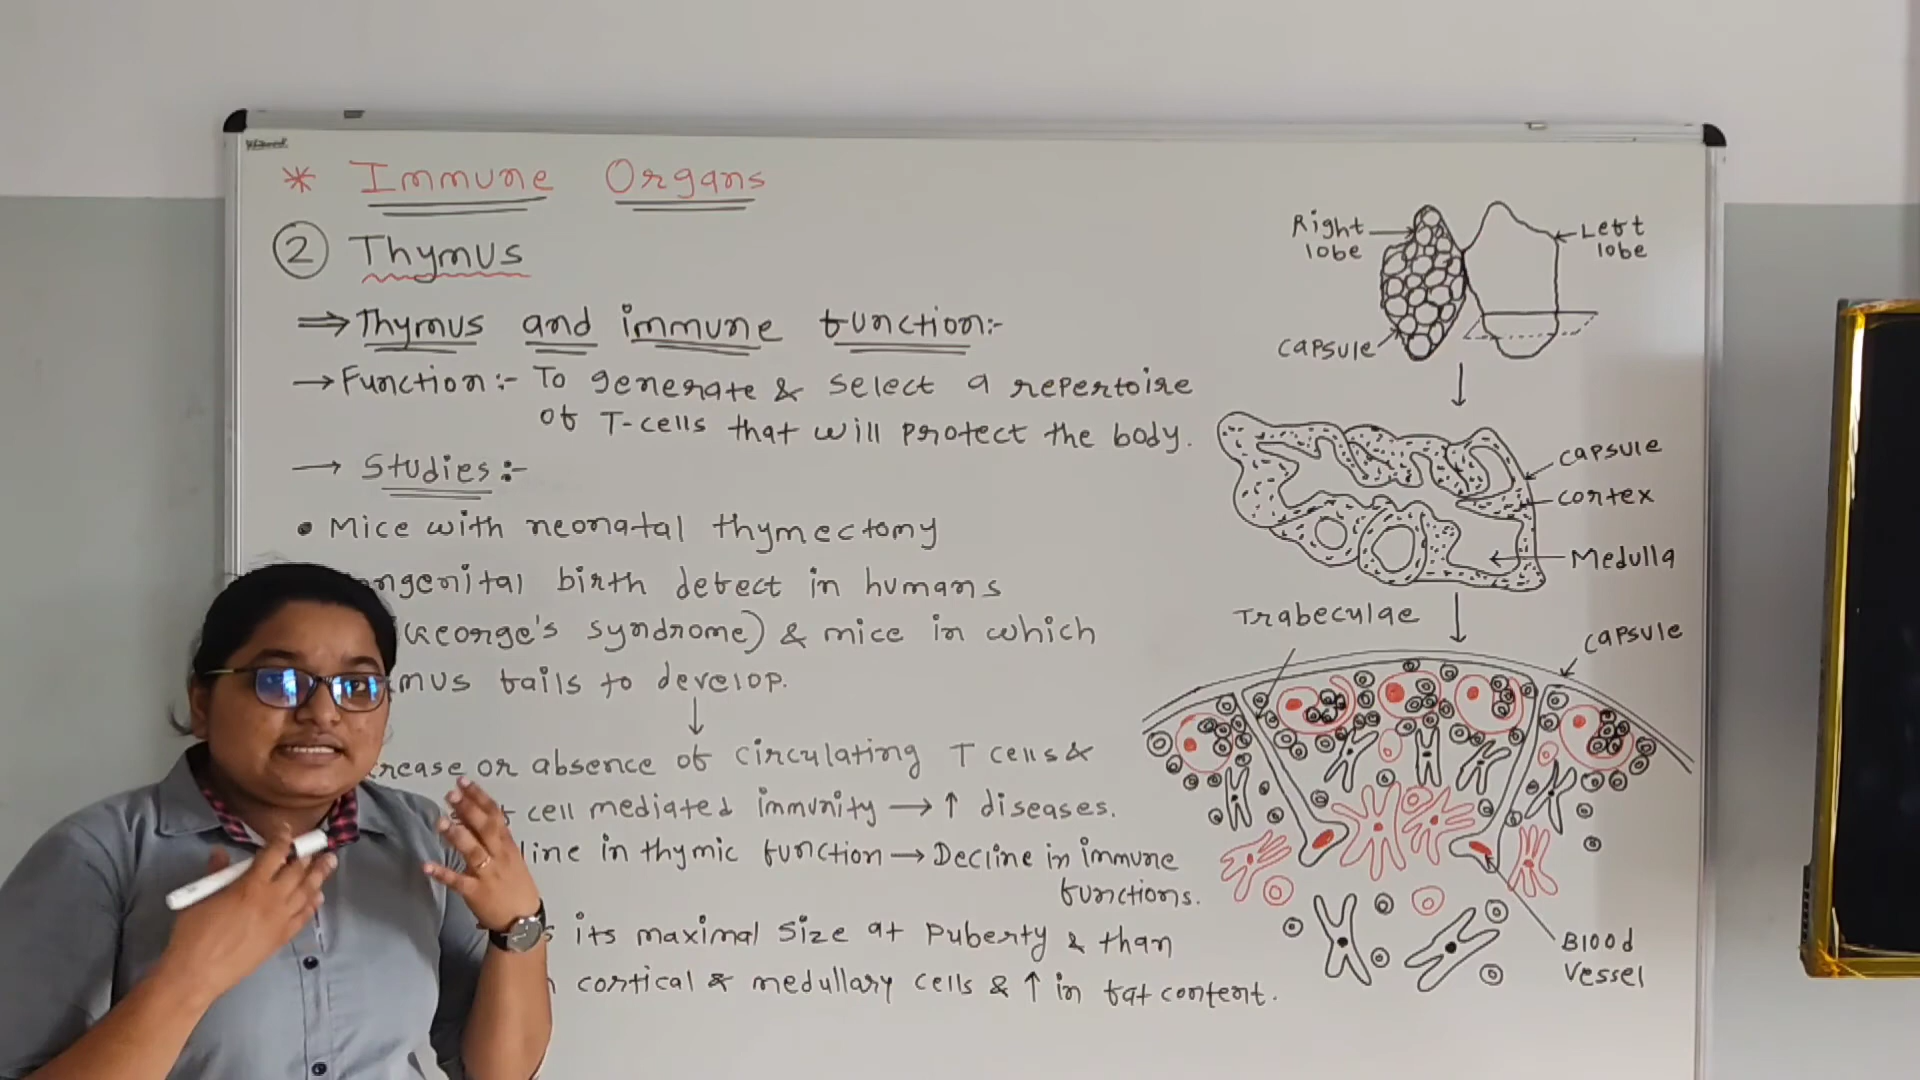 * Immune Organs
② Thymus
⇒ Thymus and immune function:-
→ Function:- To generate & select a repertoire
of T-cells that will protect the body.
→ Studies:-
• Mice with neonatal thymectomy
birth defect in humans
George's syndrome) & mice in which
fails to develop.
↓
or absence of circulating T cells &
cell mediated immunity → ↑ diseases.
in thymic function → Decline in immune
functions.
its maximal size at puberty & than
cortical & medullary cells & ↑ in fat content.
Right
lobe
Left
lobe
capsule
↓
capsule
cortex
Medulla
↓
Trabeculae
capsule
Blood
vessel